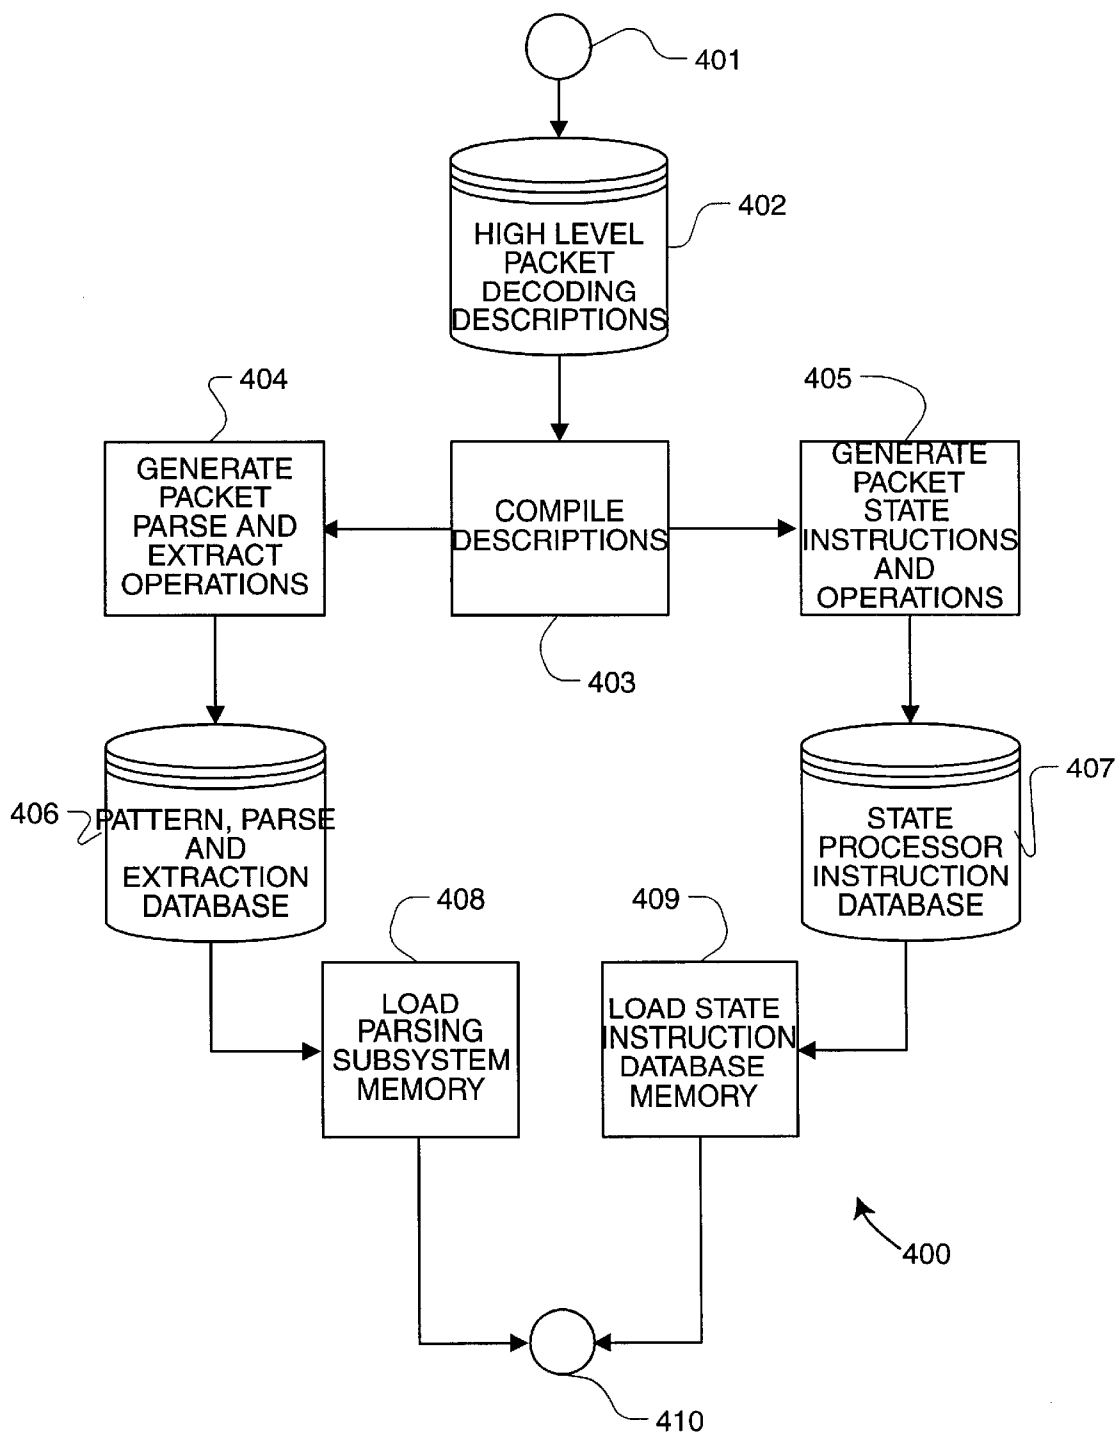 401
402
HIGH LEVEL
PACKET
DECODING
DESCRIPTIONS
404
405
GENERATE
PACKET
PARSE AND
EXTRACT
OPERATIONS
COMPILE
DESCRIPTIONS
GENERATE
PACKET
STATE
INSTRUCTIONS
AND
OPERATIONS
403
406
PATTERN, PARSE
AND
EXTRACTION
DATABASE
407
STATE
PROCESSOR
INSTRUCTION
DATABASE
408
409
LOAD
PARSING
SUBSYSTEM
MEMORY
LOAD STATE
INSTRUCTION
DATABASE
MEMORY
400
410